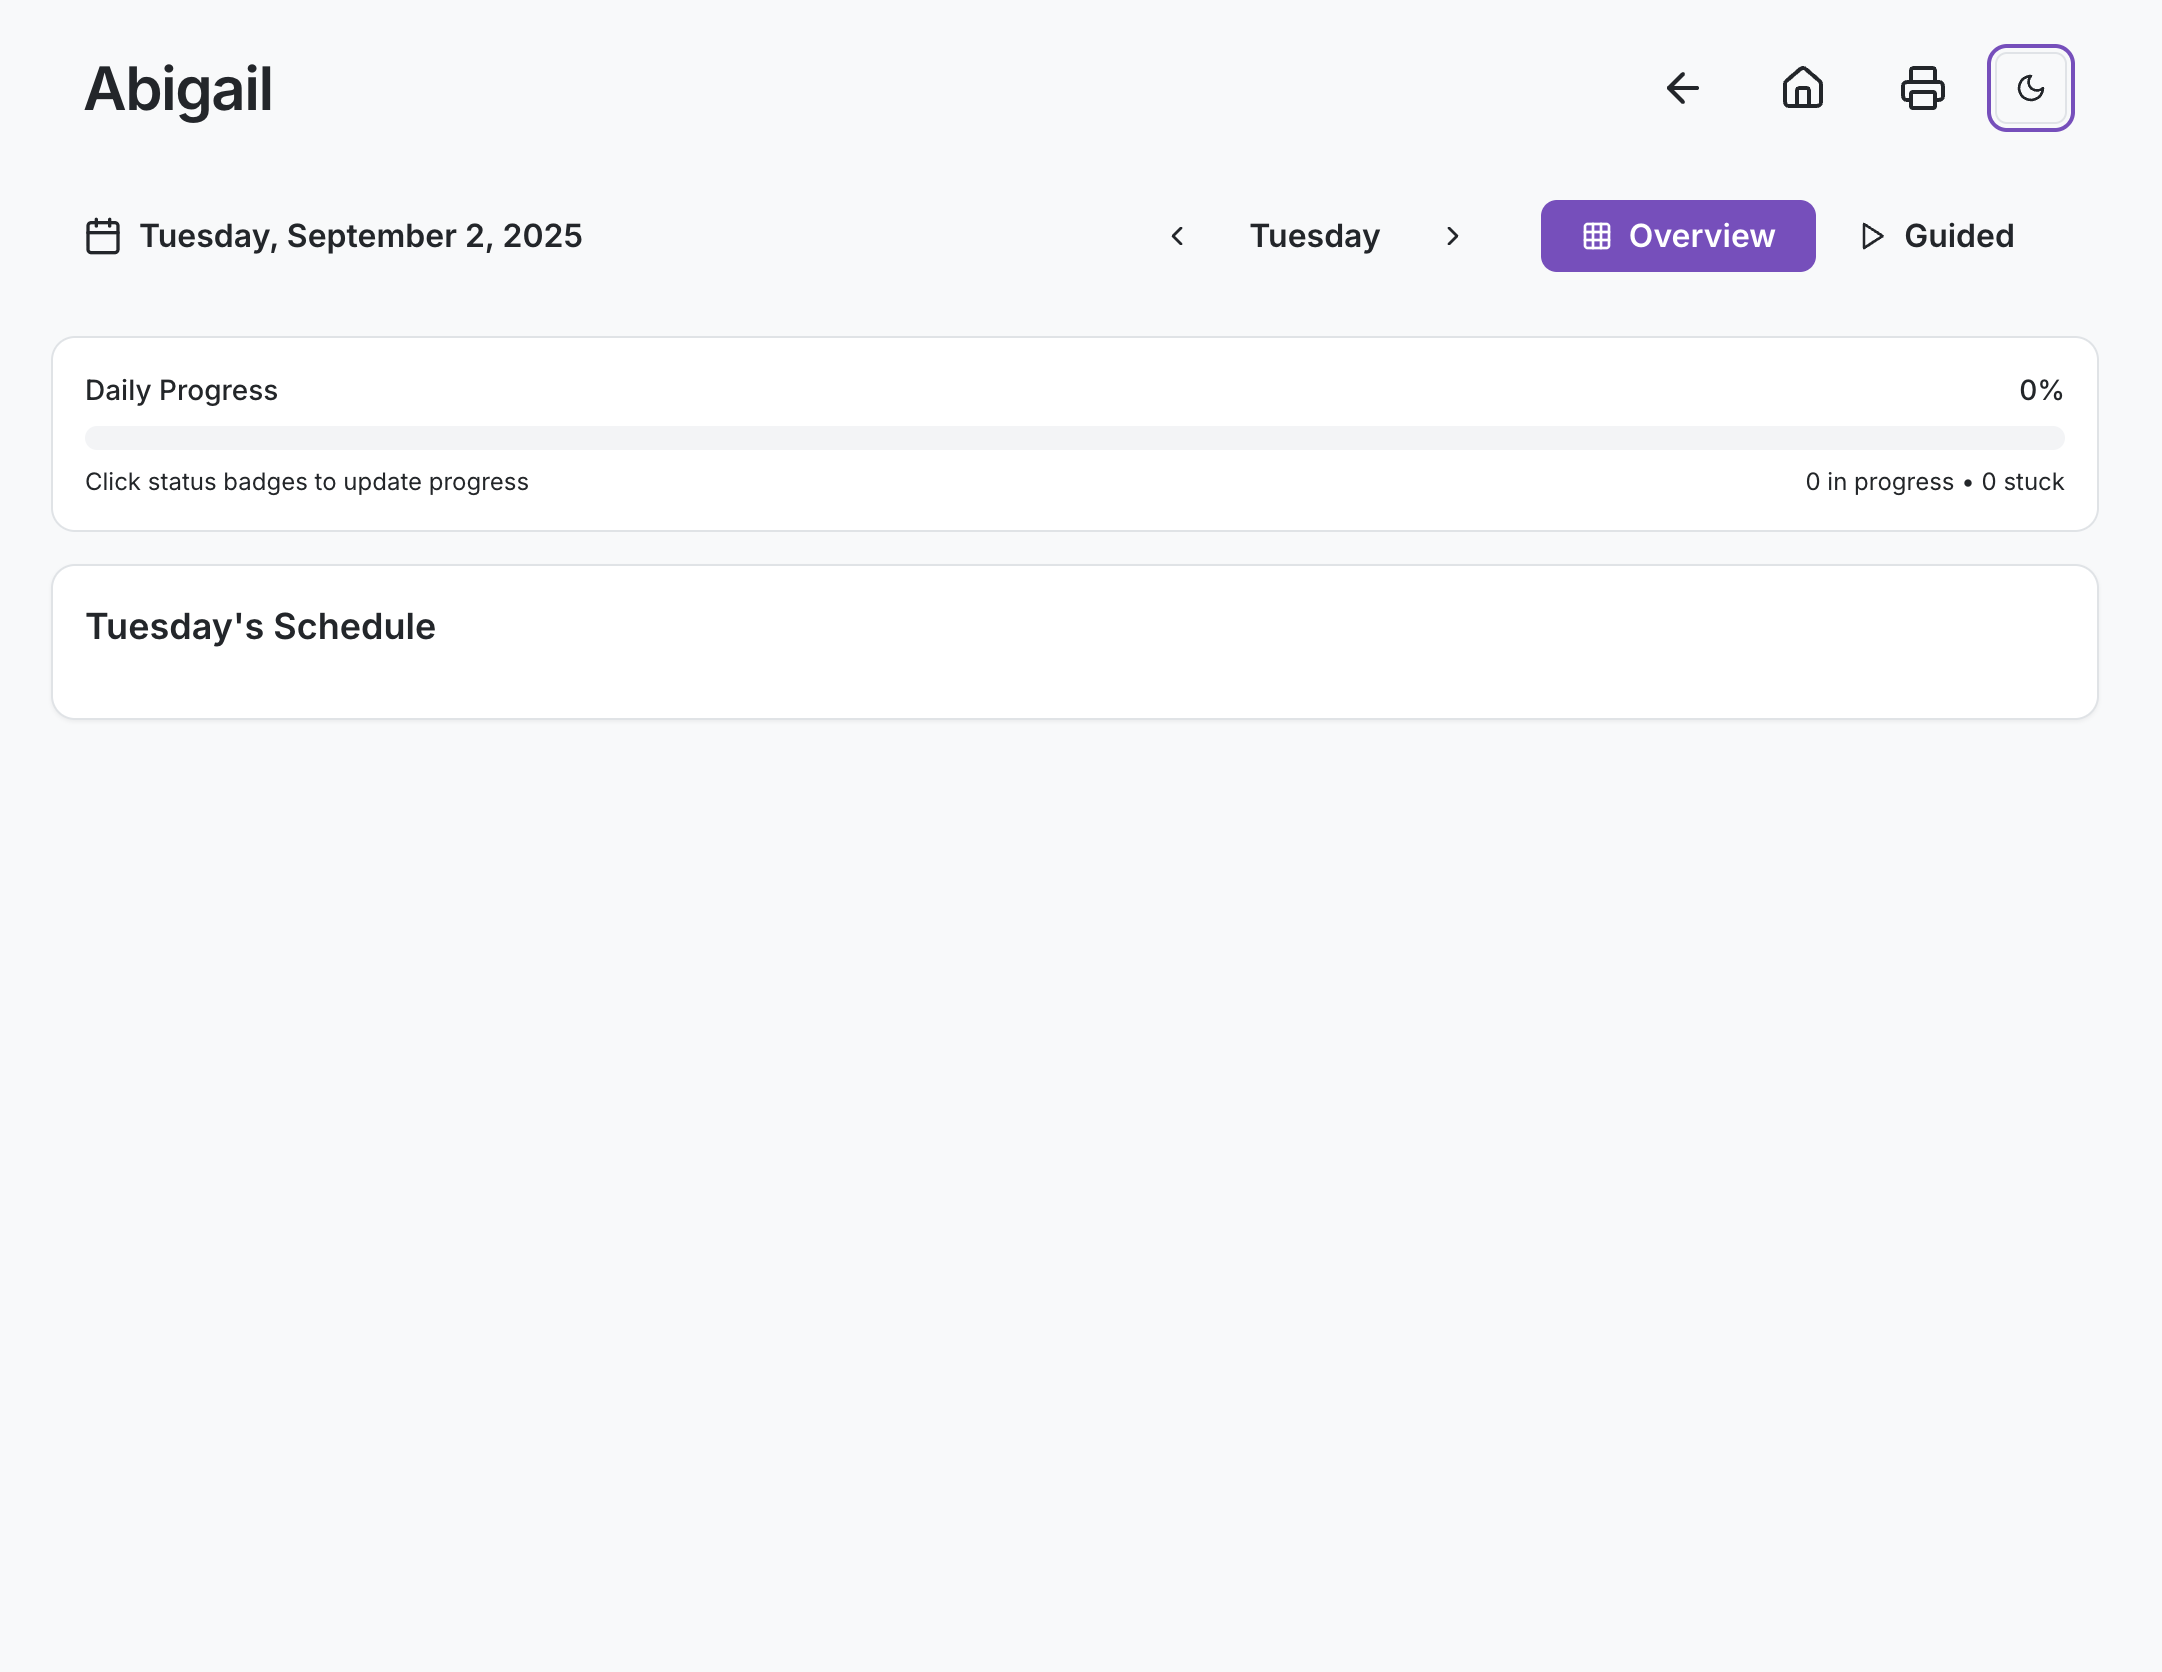 Abigail
Tuesday, September 2, 2025
Tuesday
Overview
Guided
Daily Progress
0%
Click status badges to update progress
0 in progress • 0 stuck
Tuesday's Schedule